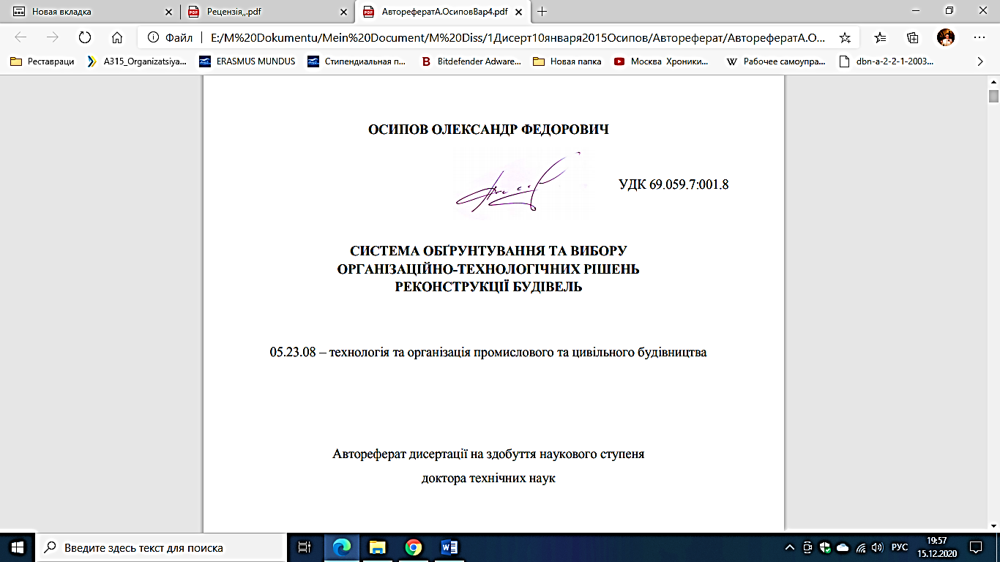 Новая вкладка
Рецензія,,.pdf
АвторефератА.ОсиповВар4.pdf
Файл
E:/M%20Dokumentu/Mein%20Document/M%20Diss/1Дисерт10января2015Осипов/Автореферат/АвторефератА.О...
Реставраци
A315_Organizatsiya...
ERASMUS MUNDUS
Стипендиальная п...
Bitdefender Adware...
Новая папка
Москва Хроники...
Рабочее самоупра...
dbn-a-2-2-1-2003...
ОСИПОВ ОЛЕКСАНДР ФЕДОРОВИЧ
УДК 69.059.7:001.8
СИСТЕМА ОБҐРУНТУВАННЯ ТА ВИБОРУ
ОРГАНІЗАЦІЙНО-ТЕХНОЛОГІЧНИХ РІШЕНЬ
РЕКОНСТРУКЦІЇ БУДІВЕЛЬ
05.23.08 – технологія та організація промислового та цивільного будівництва
Автореферат дисертації на здобуття наукового ступеня
доктора технічних наук
Введите здесь текст для поиска
РУС
19:57
15.12.2020